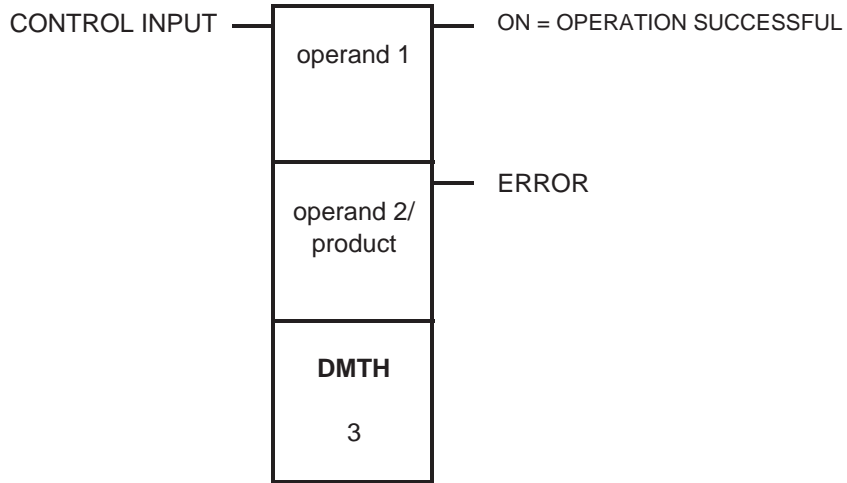 CONTROL INPUT
ON = OPERATION SUCCESSFUL
operand 1
ERROR
operand 2/
product
DMTH
3